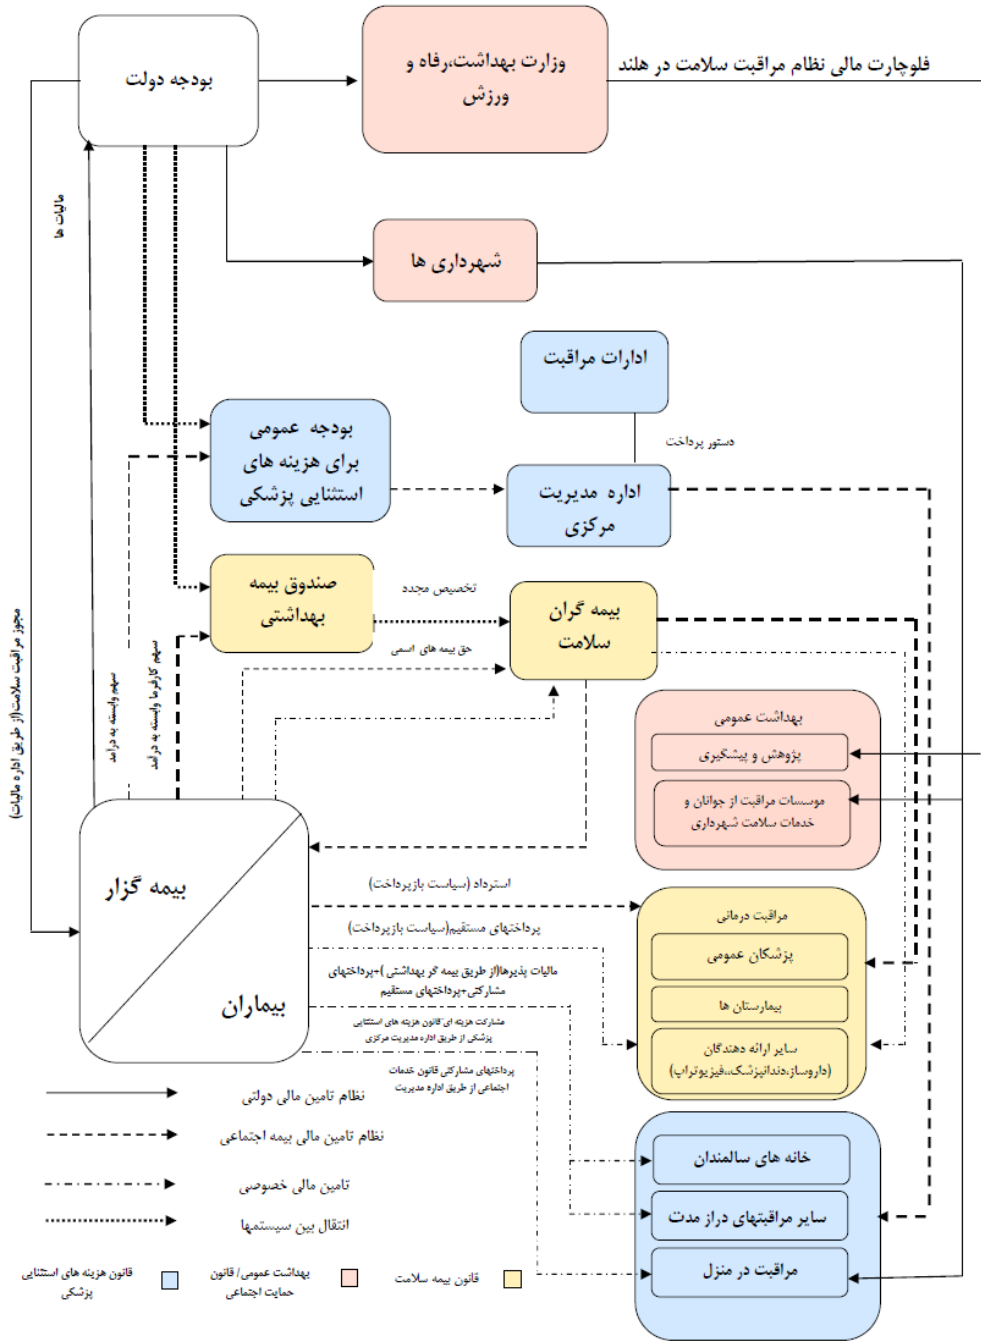 فلوچارت مالی نظام مراقبت سلامت در هلند
بودجه دولت
وزارت بهداشت،رفاه و
ورزش
مالیات ها
شهرداری ها
ادارات مراقبت
دستور پرداخت
بودجه عمومی
برای هزینه های
استثنایی پزشکی
اداره مدیریت
مرکزی
صندوق بیمه
بهداشتی
تخصیص مجدد
بیمه گران
سلامت
حق بیمه های اسمی
مجوز مراقبت سلامت(از طریق اداره مالیات)
سهم وابسته به درآمد
سهم کارفرما وابسته به درآمد
بهداشت عمومی
پژوهش و پیشگیری
موسسات مراقبت از جوانان و
خدمات سلامت شهرداری
بیمه گزار
بیماران
استرداد (سیاست بازپرداخت)
پرداختهای مستقیم(سیاست بازپرداخت)
مالیات پذیرها(از طریق بیمه گر بهداشتی )+پرداختهای
مشارکتی+پرداختهای مستقیم
مشارکت هزینه ای-قانون هزینه های استثنایی
پزشکی از طریق اداره مدیریت مرکزی
پرداختهای مشارکتی قانون خدمات
اجتماعی از طریق اداره مدیریت
مراقبت درمانی
پزشکان عمومی
بیمارستان ها
سایر ارائه دهندگان
(داروساز،دندانپزشک،،فیزیوتراپ)
خانه های سالمندان
سایر مراقبتهای دراز مدت
مراقبت در منزل
نظام تامین مالی دولتی
نظام تامین مالی بیمه اجتماعی
تامین مالی خصوصی
انتقال بین سیستمها
قانون بیمه سلامت
بهداشت عمومی/ قانون
حمایت اجتماعی
قانون هزینه های استثنایی
پزشکی